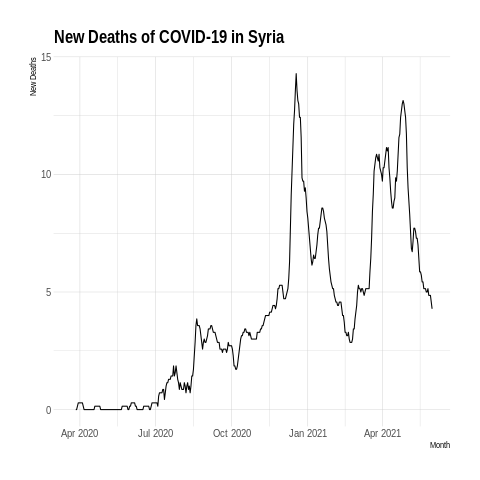 New Deaths of COVID-19 in Syria
New Deaths
15
10
5
0
Apr 2020 Jul 2020 Oct 2020 Jan 2021 Apr 2021
Month